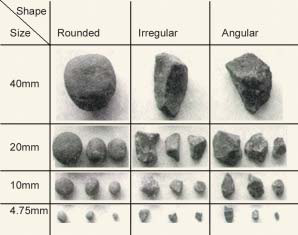 Shape
Size Rounded Irregular Angular
40mm
20mm
10mm
4.75mm